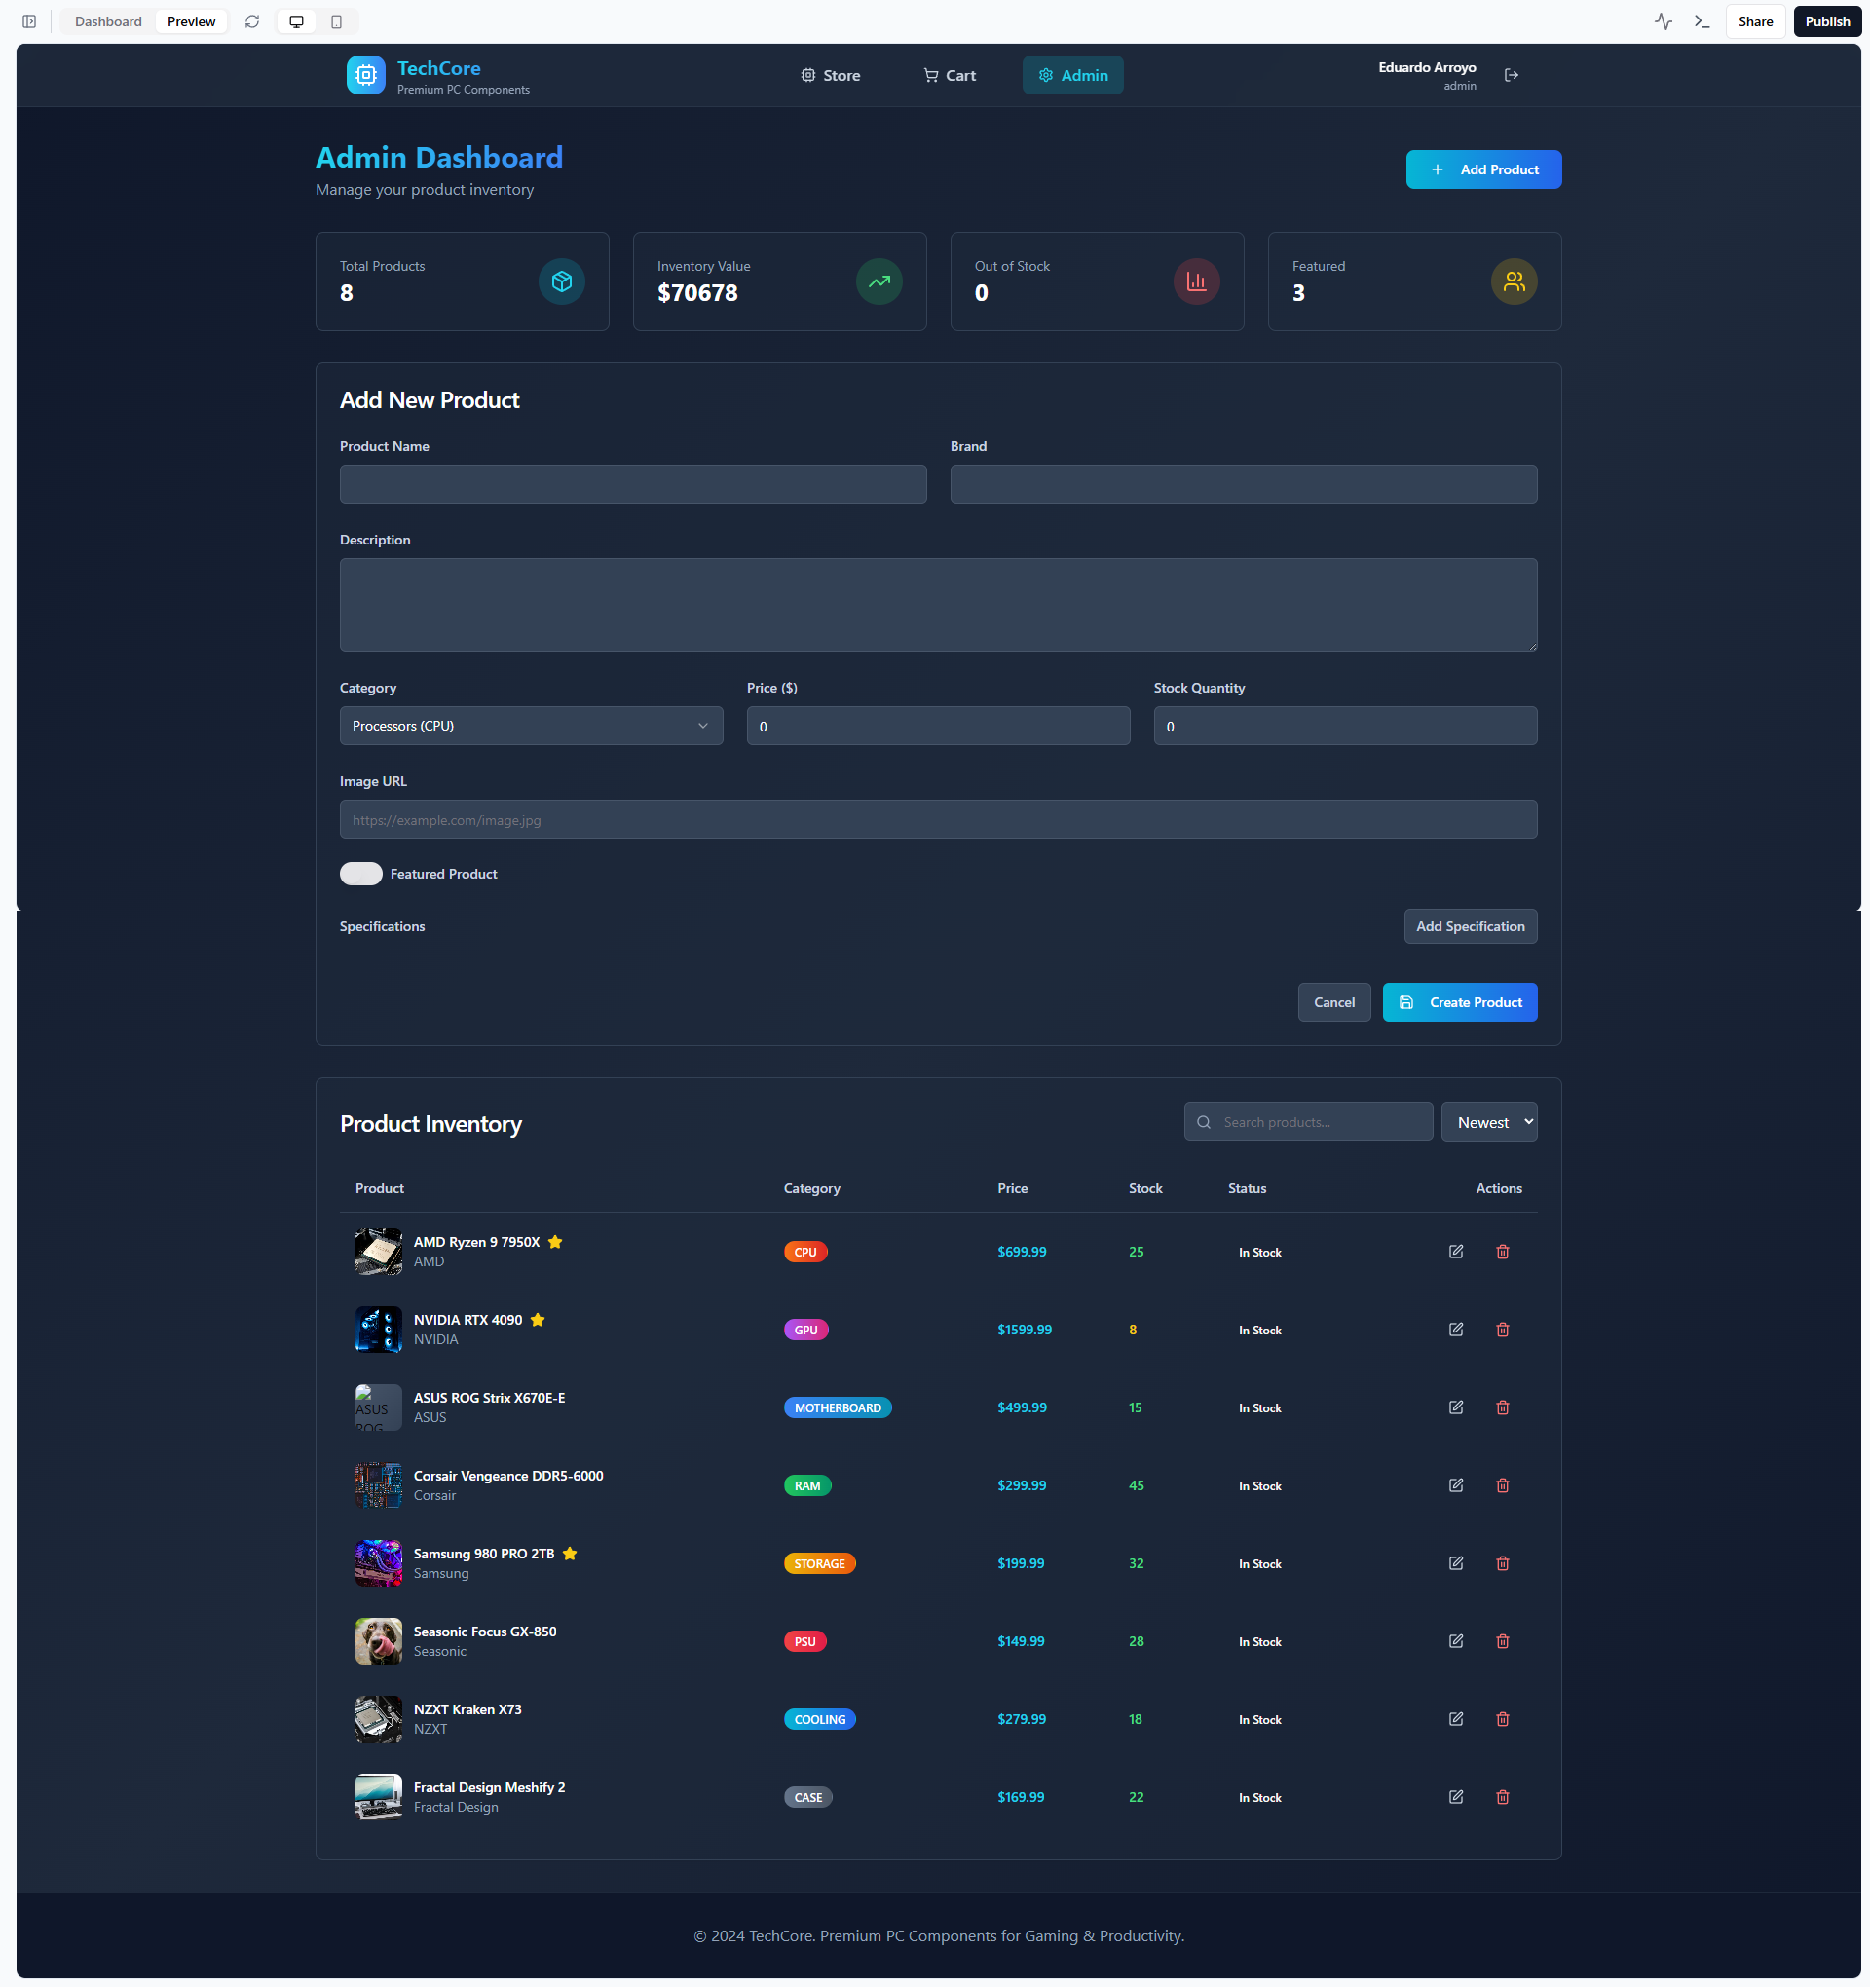 Dashboard
Preview
Share
Publish
TechCore
Premium PC Components
Store
Cart
Admin
Eduardo Arroyo
admin
Admin Dashboard
Manage your product inventory
Add Product
Total Products
8
Inventory Value
$70678
Out of Stock
0
Featured
3
Add New Product
Product Name
Brand
Description
Category
Price ($)
Stock Quantity
Processors (CPU)
0
0
Image URL
https://example.com/image.jpg
Featured Product
Specifications
Add Specification
Cancel
Create Product
Product Inventory
Search products...
Newest
Product Category Price Stock Status Actions
AMD Ryzen 9 7950X
AMD
CPU
$699.99
25
In Stock
NVIDIA RTX 4090
NVIDIA
GPU
$1599.99
8
In Stock
ASUS
ROG
ASUS ROG Strix X670E-E
ASUS
MOTHERBOARD
$499.99
15
In Stock
Corsair Vengeance DDR5-6000
Corsair
RAM
$299.99
45
In Stock
Samsung 980 PRO 2TB
Samsung
STORAGE
$199.99
32
In Stock
Seasonic Focus GX-850
Seasonic
PSU
$149.99
28
In Stock
NZXT Kraken X73
NZXT
COOLING
$279.99
18
In Stock
Fractal Design Meshify 2
Fractal Design
CASE
$169.99
22
In Stock
© 2024 TechCore. Premium PC Components for Gaming & Productivity.